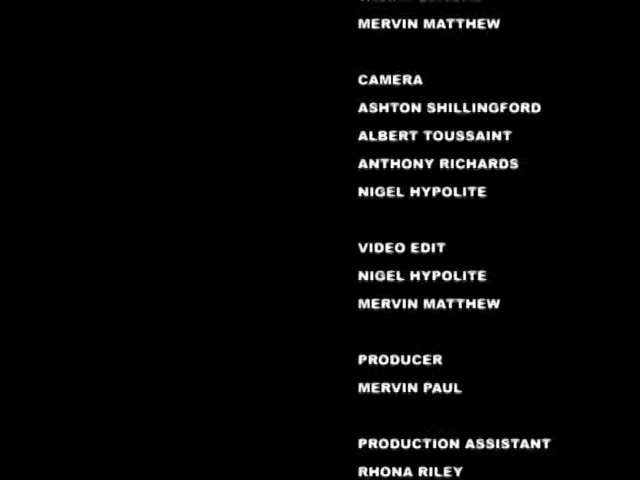 MERVIN MATTHEW
CAMERA
ASHTON SHILLINGFORD
ALBERT TOUSSAINT
ANTHONY RICHARDS
NIGEL HYPOLITE
VIDEO EDIT
NIGEL HYPOLITE
MERVIN MATTHEW
PRODUCER
MERVIN PAUL
PRODUCTION ASSISTANT
RHONA RILEY